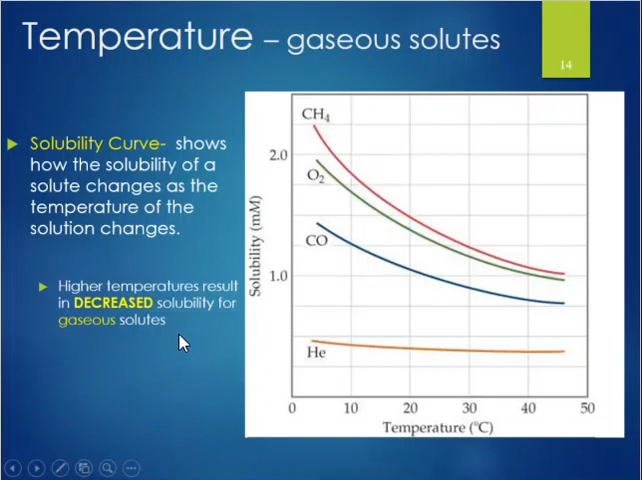 Temperature – gaseous solutes
14
Solubility Curve- shows
how the solubility of a
solute changes as the
temperature of the
solution changes.
Higher temperatures result
in DECREASED solubility for
gaseous solutes
CH₄
O₂
CO
He
2.0
1.0
Solubility (mM)
0 10 20 30 40 50
Temperature (°C)